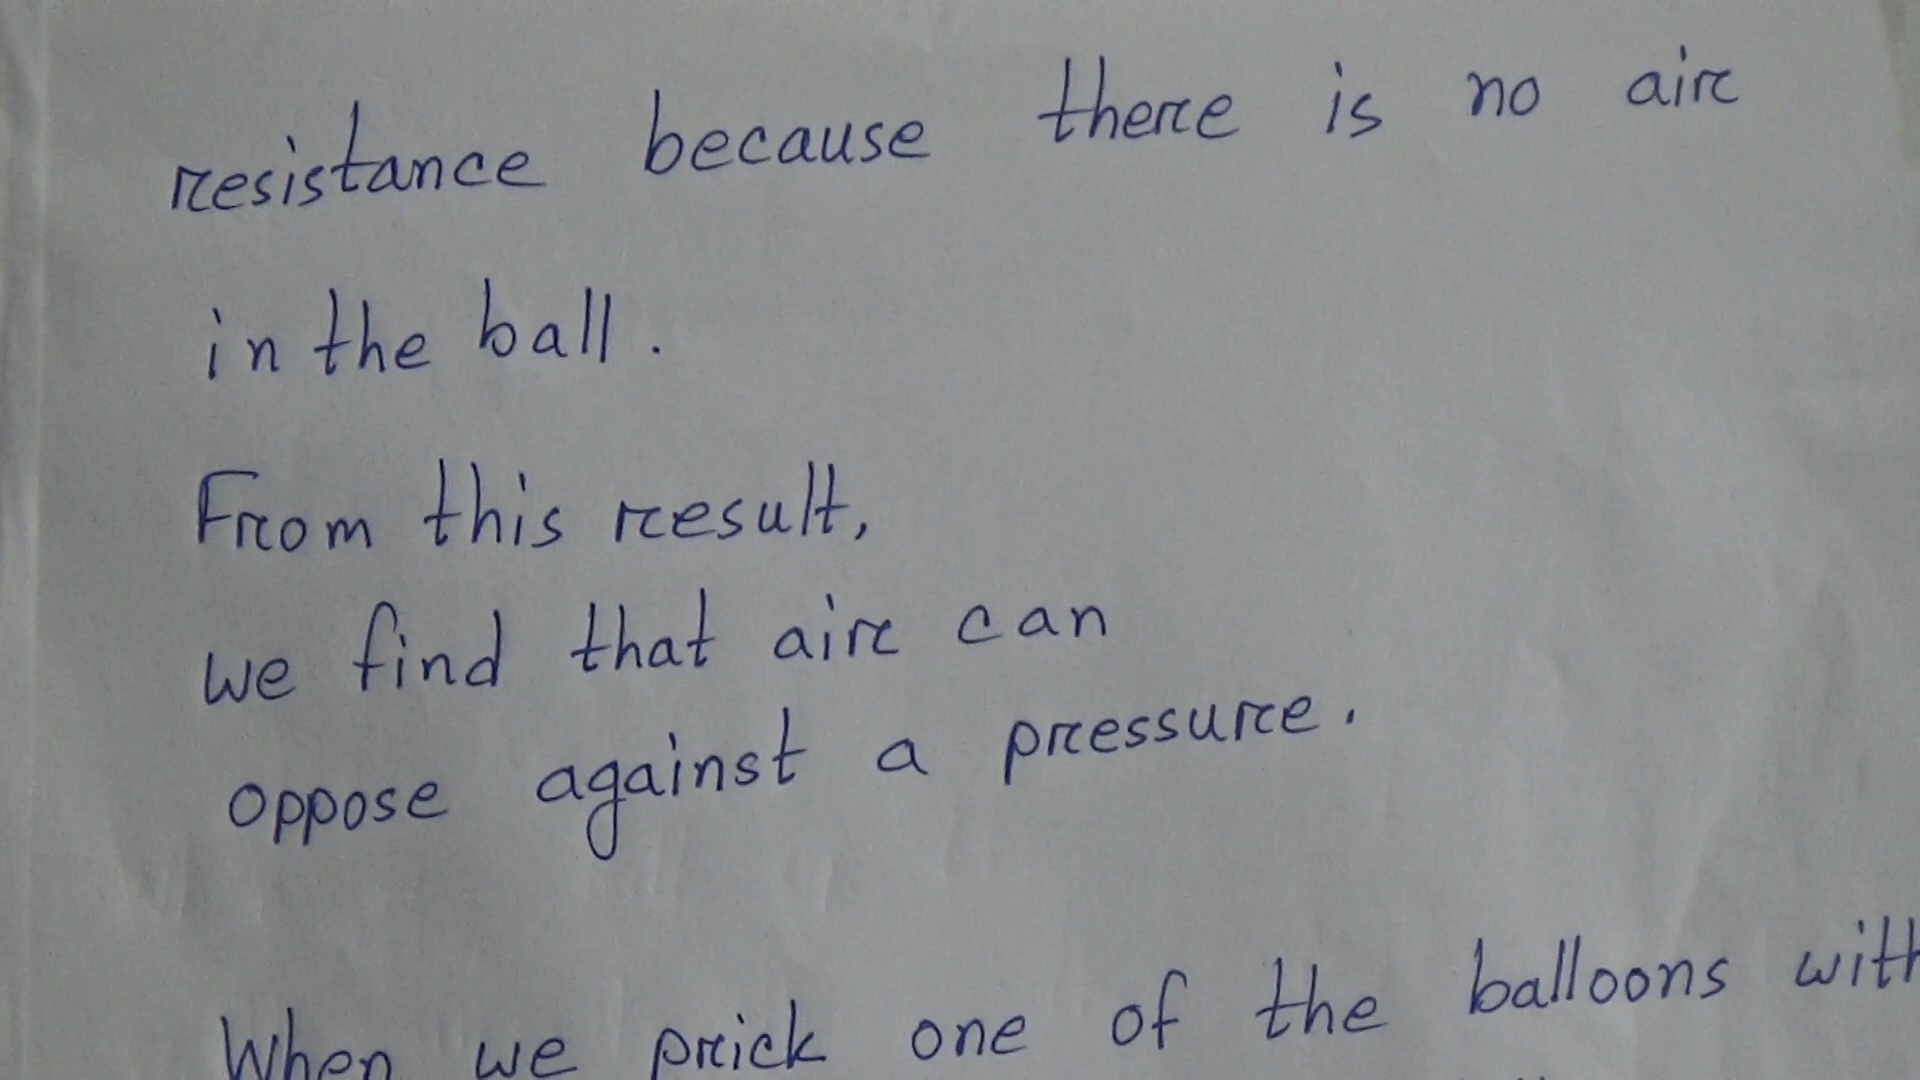 resistance because there is no air
in the ball.
From this result,
we find that air can
oppose against a pressure.
When we prick one of the balloons with